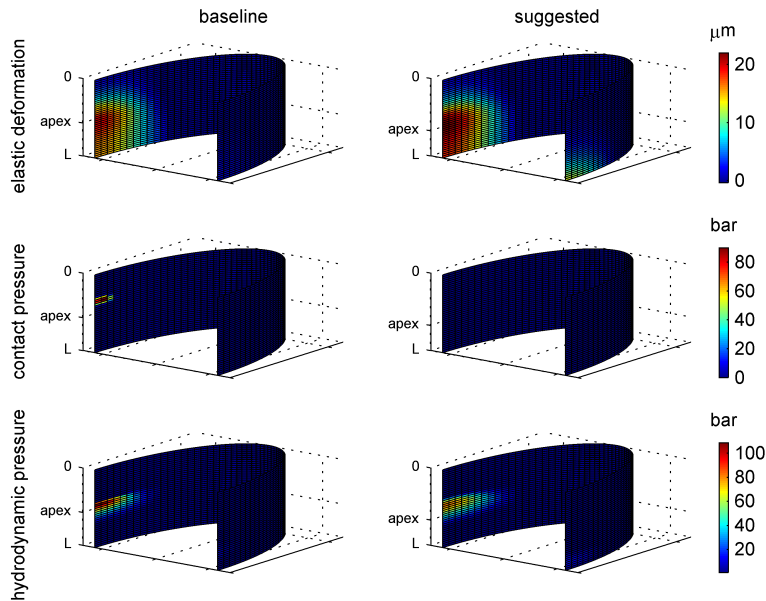 baseline
suggested
elastic deformation
0
apex
L
0
apex
L
μm
20
10
0
contact pressure
0
apex
L
0
apex
L
bar
80
60
40
20
0
hydrodynamic pressure
0
apex
L
0
apex
L
bar
100
80
60
40
20